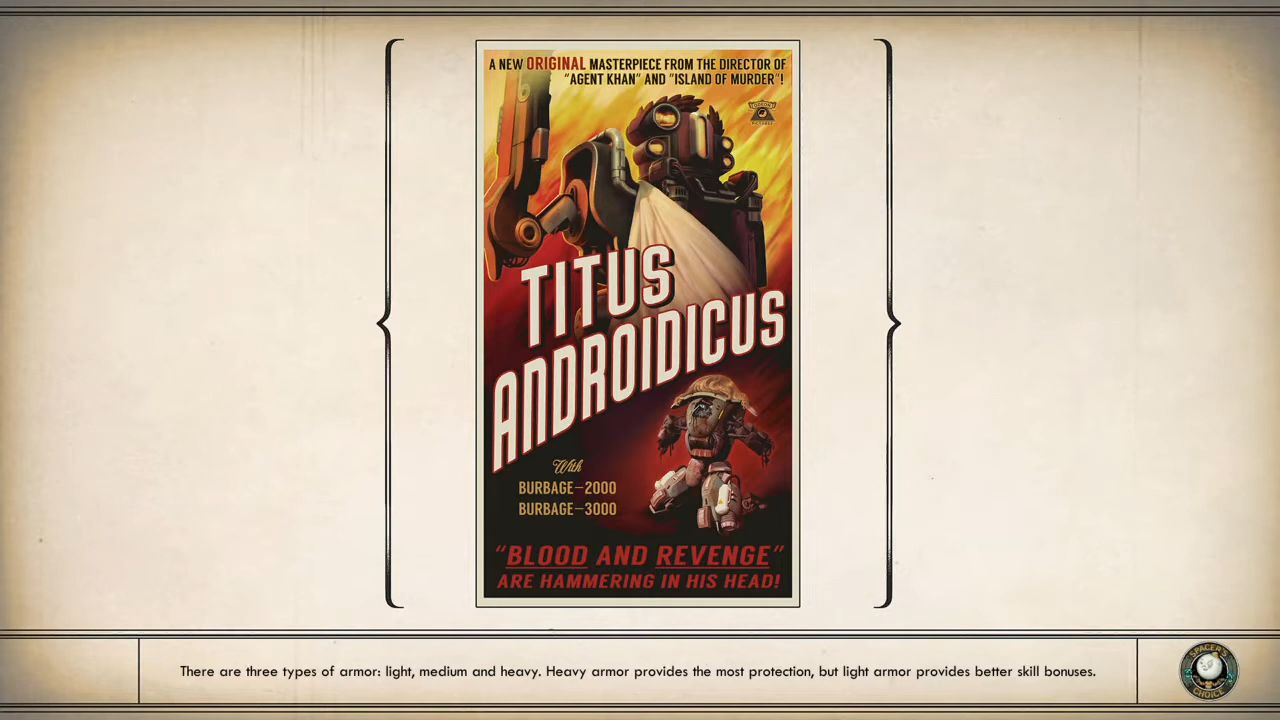 A NEW ORIGINAL MASTERPIECE FROM THE DIRECTOR OF
"AGENT KHAN" AND "ISLAND OF MURDER"!
TITUS
ANDROIDICUS
With
BURBAGE-2000
BURBAGE-3000
"BLOOD AND REVENGE"
ARE HAMMERING IN HIS HEAD!
There are three types of armor: light, medium and heavy. Heavy armor provides the most protection, but light armor provides better skill bonuses.
SPACER'S
CHOICE